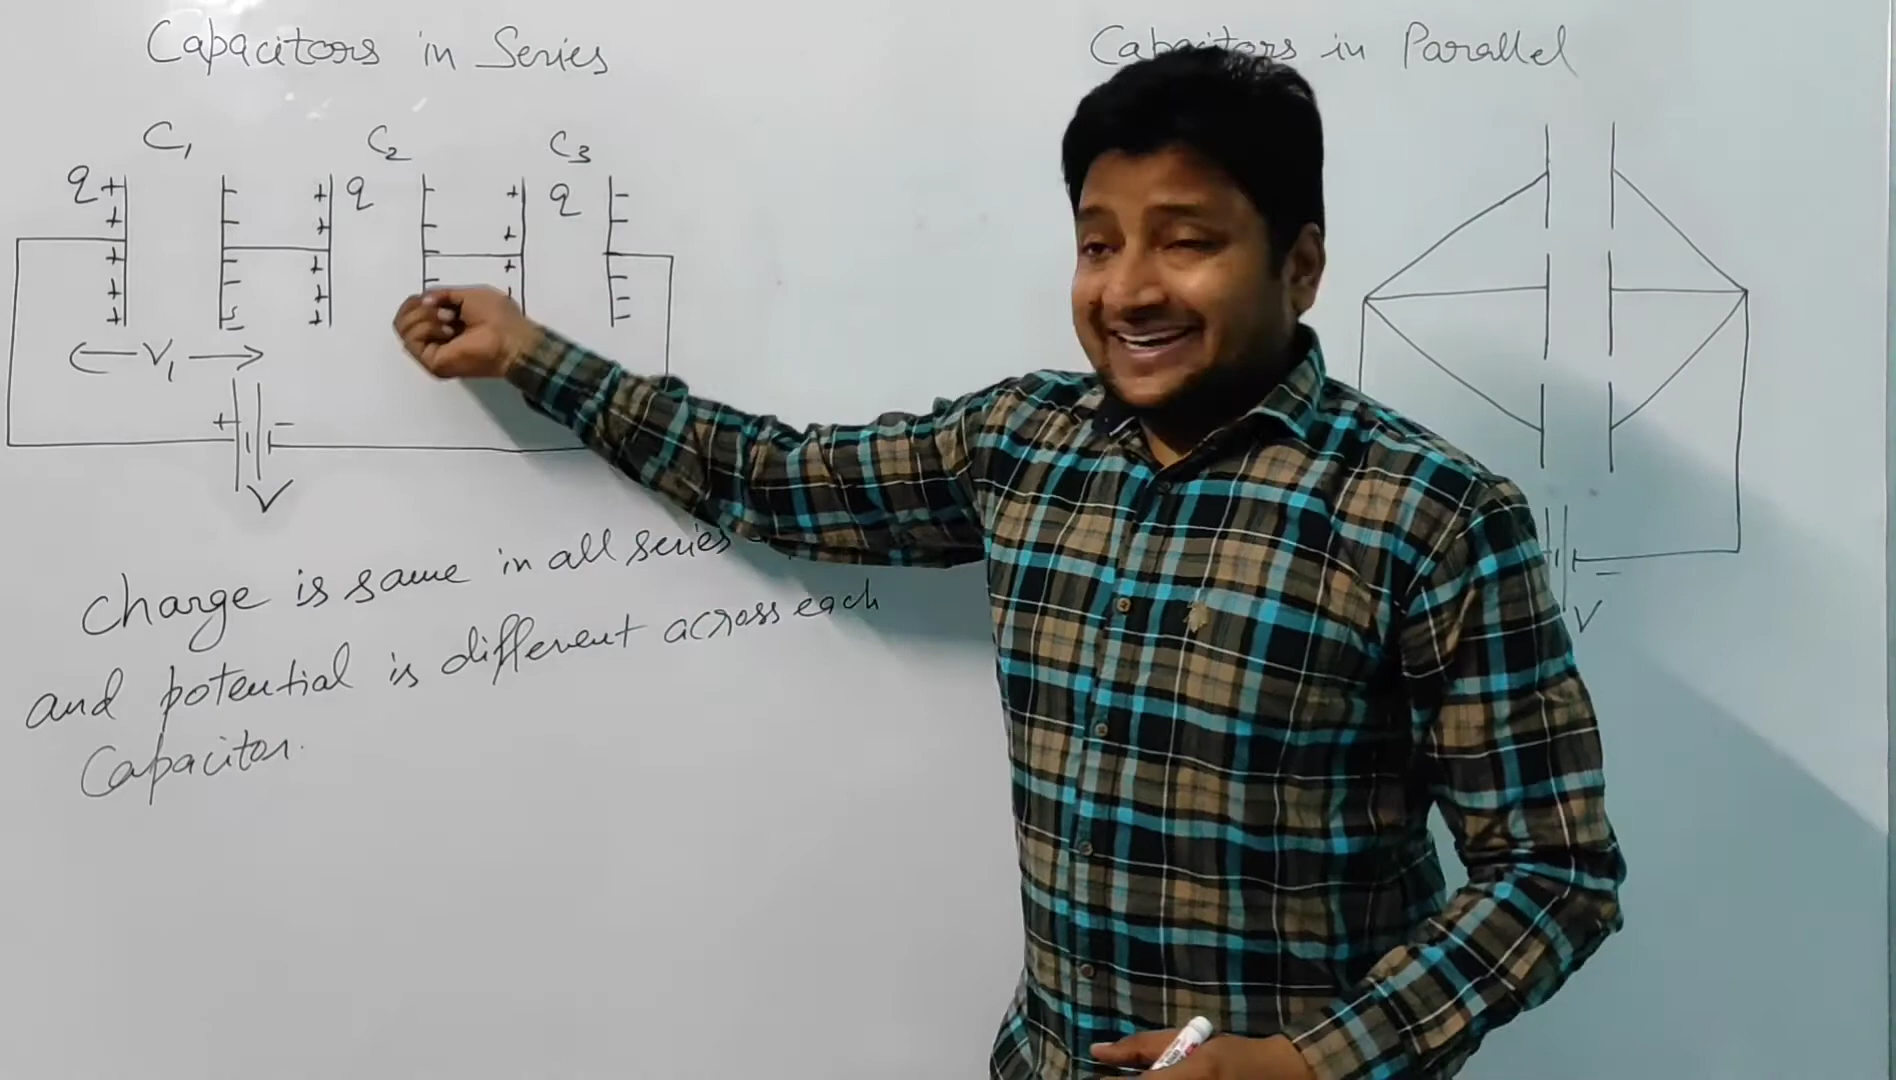 Capacitors in Series
Capacitors in Parallel
C1 C2 C3
q q q
V1
+ -
V
-
V
Charge is same in all series
and potential is different across each
Capacitor.